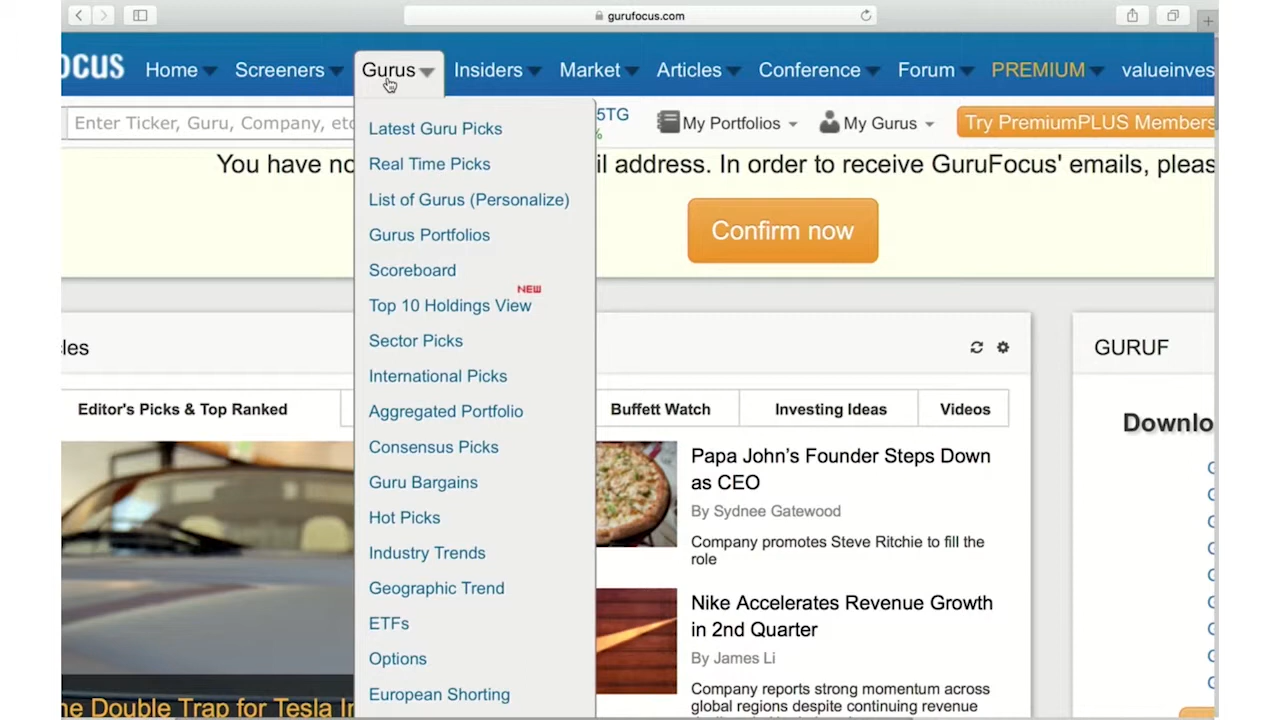 gurufocus.com
ocus Home Screeners Gurus Insiders Market Articles Conference Forum PREMIUM valueinves
Enter Ticker, Guru, Company, etc 5TG My Portfolios My Gurus Try PremiumPLUS Members
%
You have no il address. In order to receive GuruFocus' emails, pleas
Confirm now
Latest Guru Picks
Real Time Picks
List of Gurus (Personalize)
Gurus Portfolios
Scoreboard
NEW
Top 10 Holdings View
Sector Picks
International Picks
Aggregated Portfolio
Consensus Picks
Guru Bargains
Hot Picks
Industry Trends
Geographic Trend
ETFs
Options
European Shorting
cles
GURUF
Editor's Picks & Top Ranked Buffett Watch Investing Ideas Videos
Downlo
Papa John's Founder Steps Down
as CEO
By Sydnee Gatewood
Company promotes Steve Ritchie to fill the
role
Nike Accelerates Revenue Growth
in 2nd Quarter
By James Li
Company reports strong momentum across
global regions despite continuing revenue
he Double Trap for Tesla In